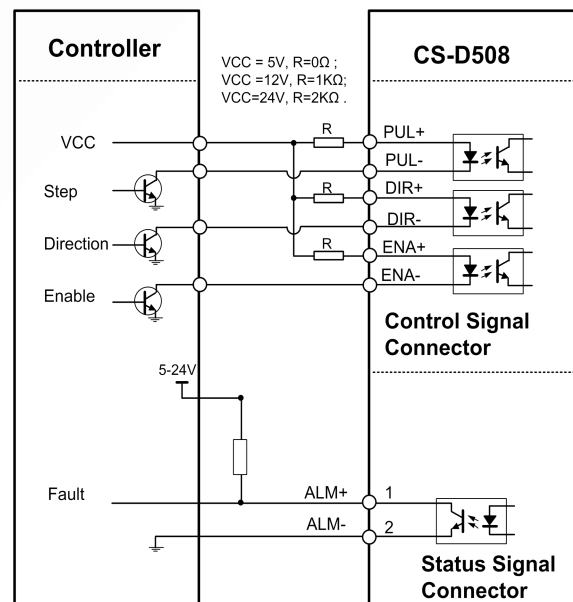 Controller
CS-D508
VCC = 5V, R=0Ω ;
VCC =12V, R=1KΩ;
VCC=24V, R=2KΩ .
VCC
R
PUL+
PUL-
Step
R
DIR+
DIR-
Direction
R
ENA+
ENA-
Enable
Control Signal
Connector
5-24V
Fault
ALM+
1
ALM-
2
Status Signal
Connector